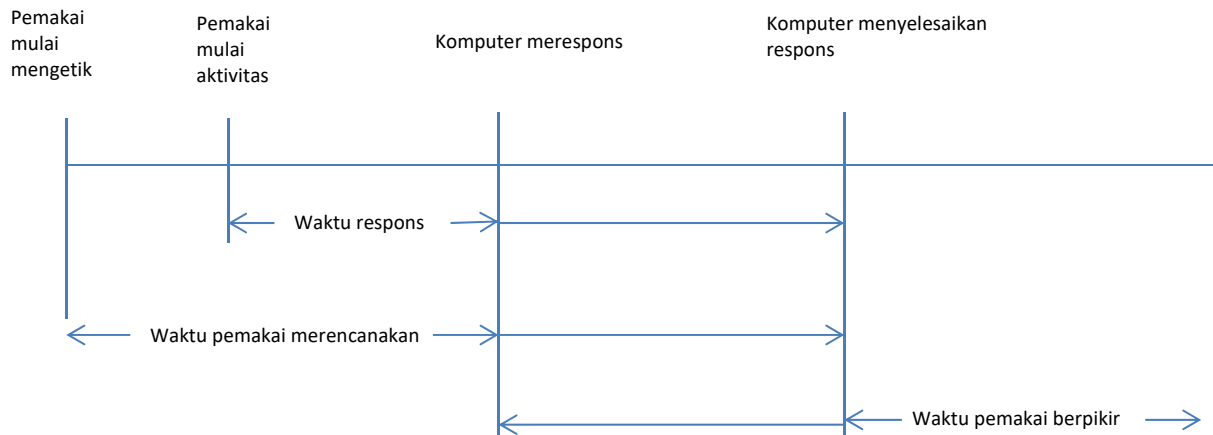 Pemakai
mulai
mengetik
Pemakai
mulai
aktivitas
Komputer merespons
Komputer menyelesaikan
respons
Waktu respons
Waktu pemakai merencanakan
Waktu pemakai berpikir